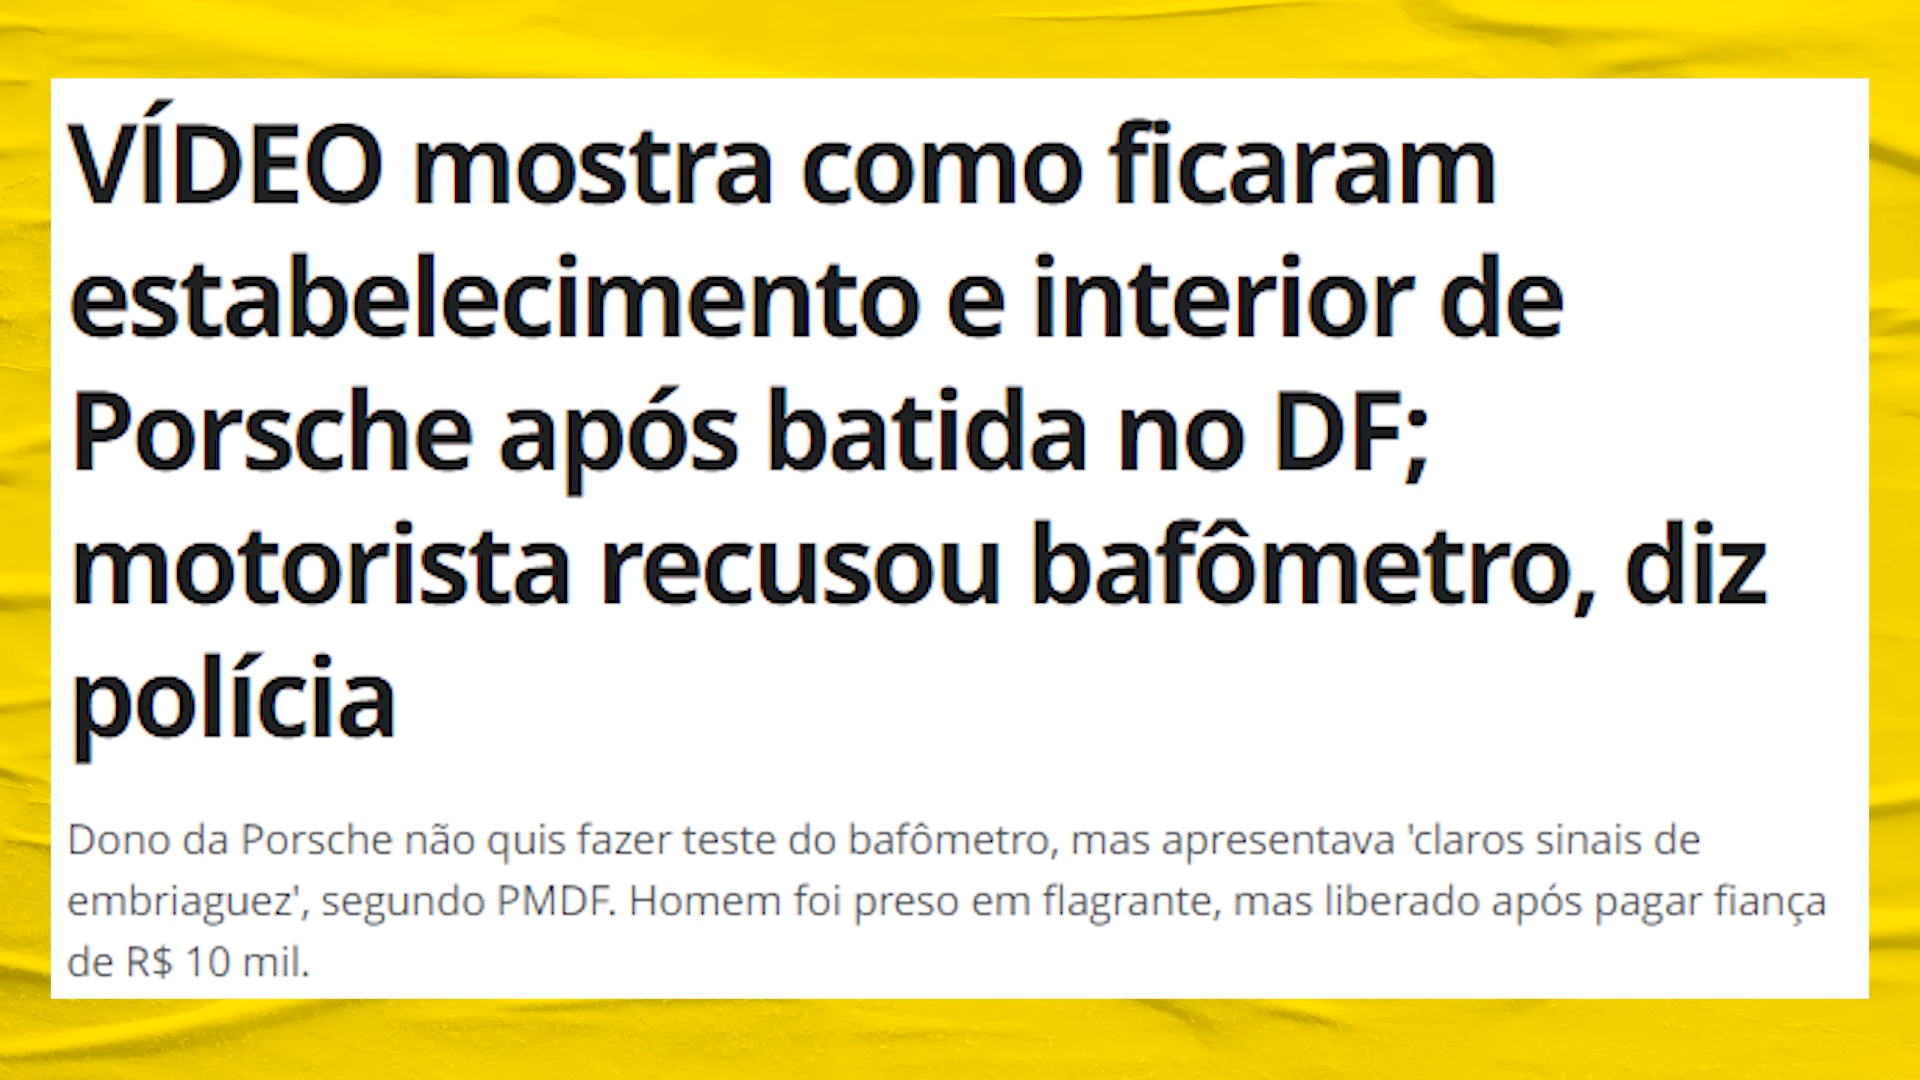 VÍDEO mostra como ficaram
estabelecimento e interior de
Porsche após batida no DF;
motorista recusou bafômetro, diz
polícia
Dono da Porsche não quis fazer teste do bafômetro, mas apresentava 'claros sinais de
embriaguez', segundo PMDF. Homem foi preso em flagrante, mas liberado após pagar fiança
de R$ 10 mil.